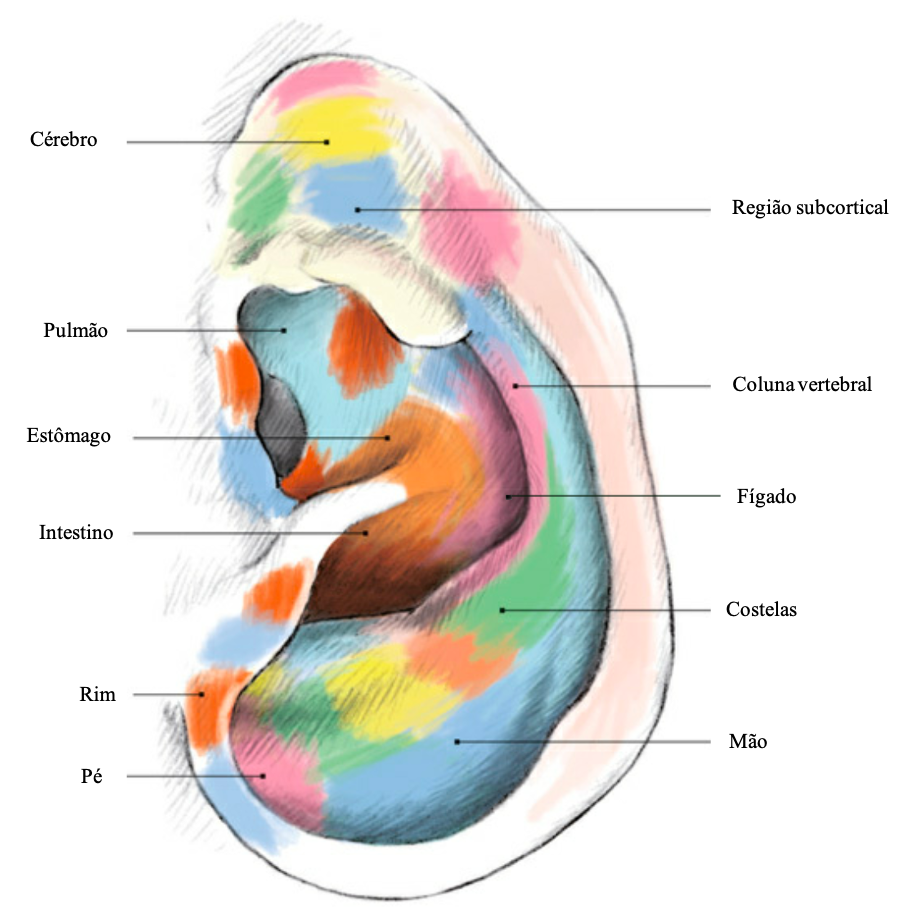 Cérebro
Região subcortical
Pulmão
Coluna vertebral
Estômago
Fígado
Intestino
Costelas
Rim
Mão
Pé